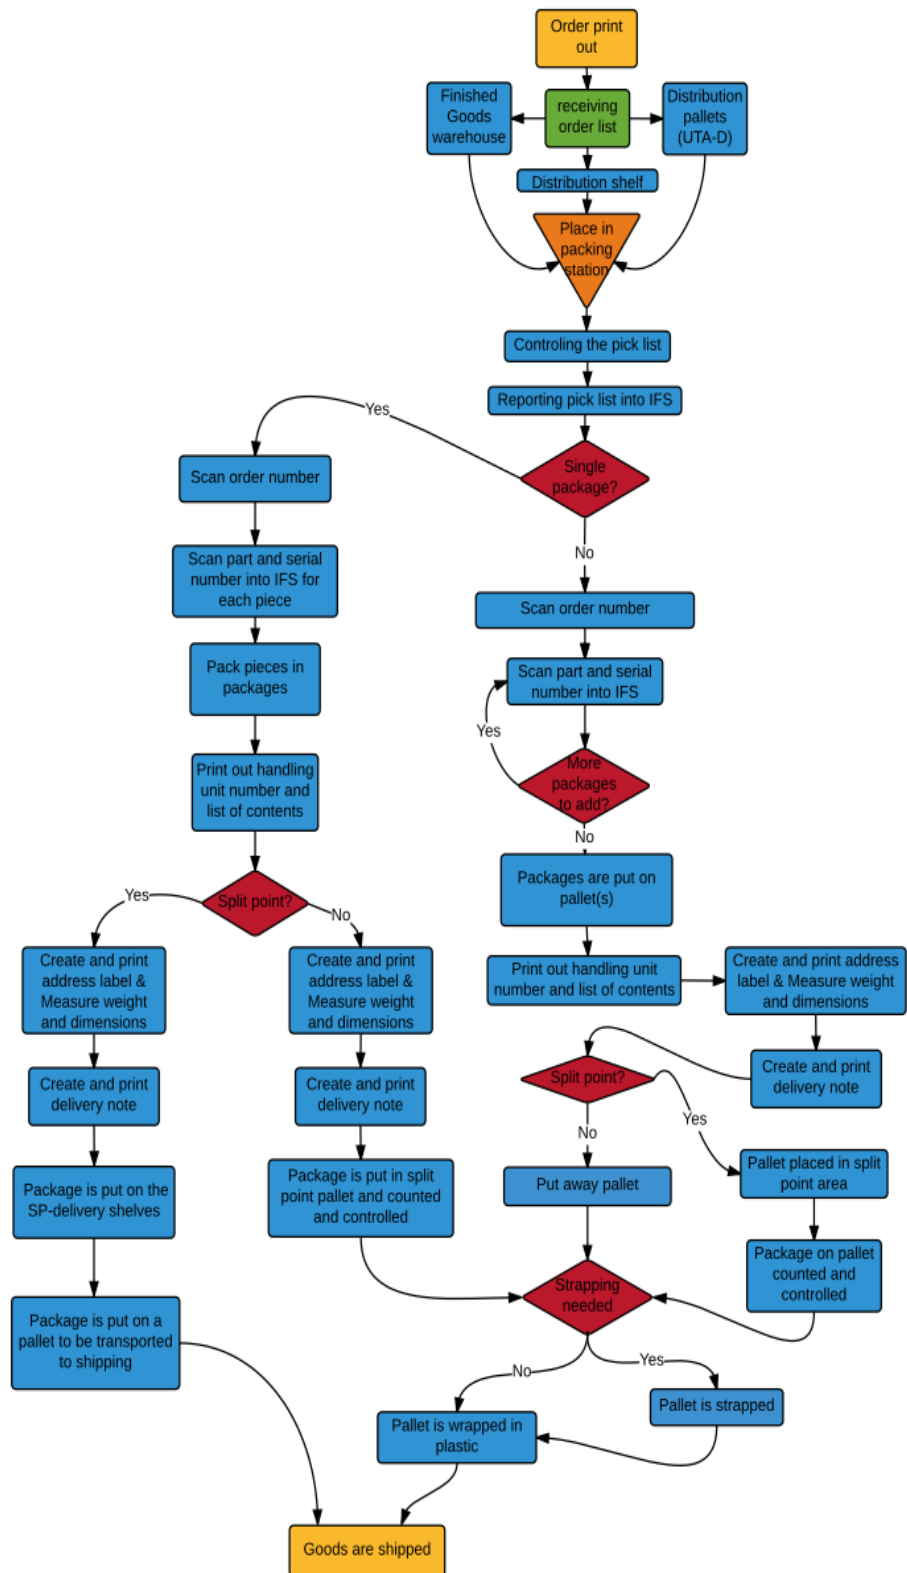 Order print
out
Finished
Goods
warehouse
receiving
order list
Distribution
pallets
(UTA-D)
Distribution shelf
Place in
packing
station
Controling the pick list
Reporting pick list into IFS
Yes
Single
package?
Scan order number
No
Scan part and serial
number into IFS for
each piece
Scan order number
Pack pieces in
packages
Scan part and serial
number into IFS
Yes
Print out handling
unit number and
list of contents
More
packages
to add?
No
Split point?
Packages are put on
pallet(s)
Yes
No
Create and print
address label &
Measure weight
and dimensions
Create and print
address label &
Measure weight
and dimensions
Print out handling unit
number and list of contents
Create and print address
label & Measure weight
and dimensions
Create and print
delivery note
Create and print
delivery note
Split point?
Create and print
delivery note
No
Yes
Package is put on the
SP-delivery shelves
Package is put in split
point pallet and counted
and controlled
Put away pallet
Pallet placed in split
point area
Package on pallet
counted and
controlled
Strapping
needed
Package is put on a
pallet to be transported
to shipping
No
Yes
Pallet is wrapped in
plastic
Pallet is strapped
Goods are shipped